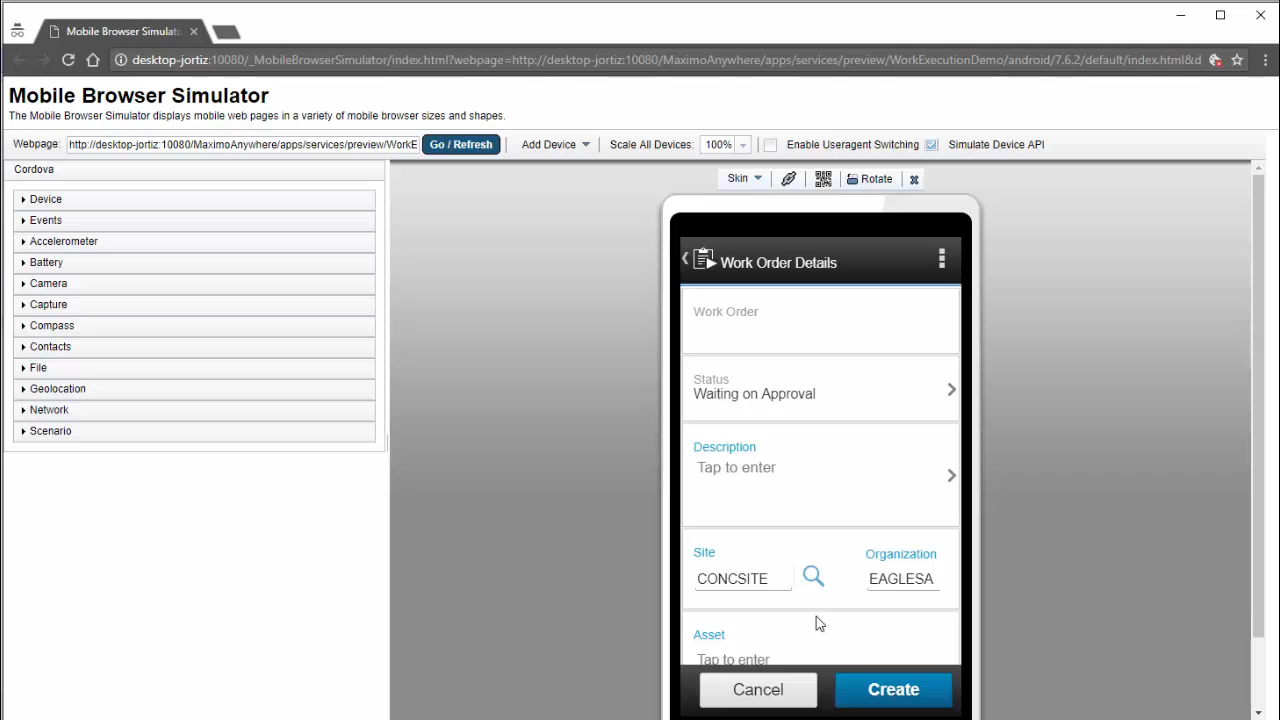 Mobile Browser Simulato
desktop-jortiz:10080/_MobileBrowserSimulator/index.html?webpage=http://desktop-jortiz:10080/MaximoAnywhere/apps/services/preview/WorkExecutionDemo/android/7.6.2/default/index.html&d
Mobile Browser Simulator
The Mobile Browser Simulator displays mobile web pages in a variety of mobile browser sizes and shapes.
Webpage: http://desktop-jortiz:10080/MaximoAnywhere/apps/services/preview/WorkE Go / Refresh Add Device Scale All Devices: 100% Enable Useragent Switching Simulate Device API
Cordova
Device
Events
Accelerometer
Battery
Camera
Capture
Compass
Contacts
File
Geolocation
Network
Scenario
Skin Rotate
Work Order Details
Work Order
Status
Waiting on Approval
Description
Tap to enter
Site Organization
CONCSITE EAGLESA
Asset
Tap to enter
Cancel Create